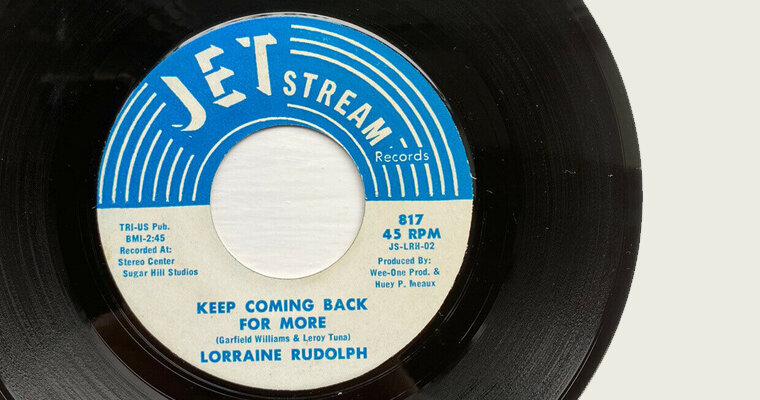 JET
STREAM
Records
TRI-US Pub.
BMI-2:45
Recorded At:
Stereo Center
Sugar Hill Studios
817
45 RPM
JS-LRH-02
Produced By:
Wee-One Prod. &
Huey P. Meaux
KEEP COMING BACK
FOR MORE
(Garfield Williams & Leroy Tuna)
LORRAINE RUDOLPH